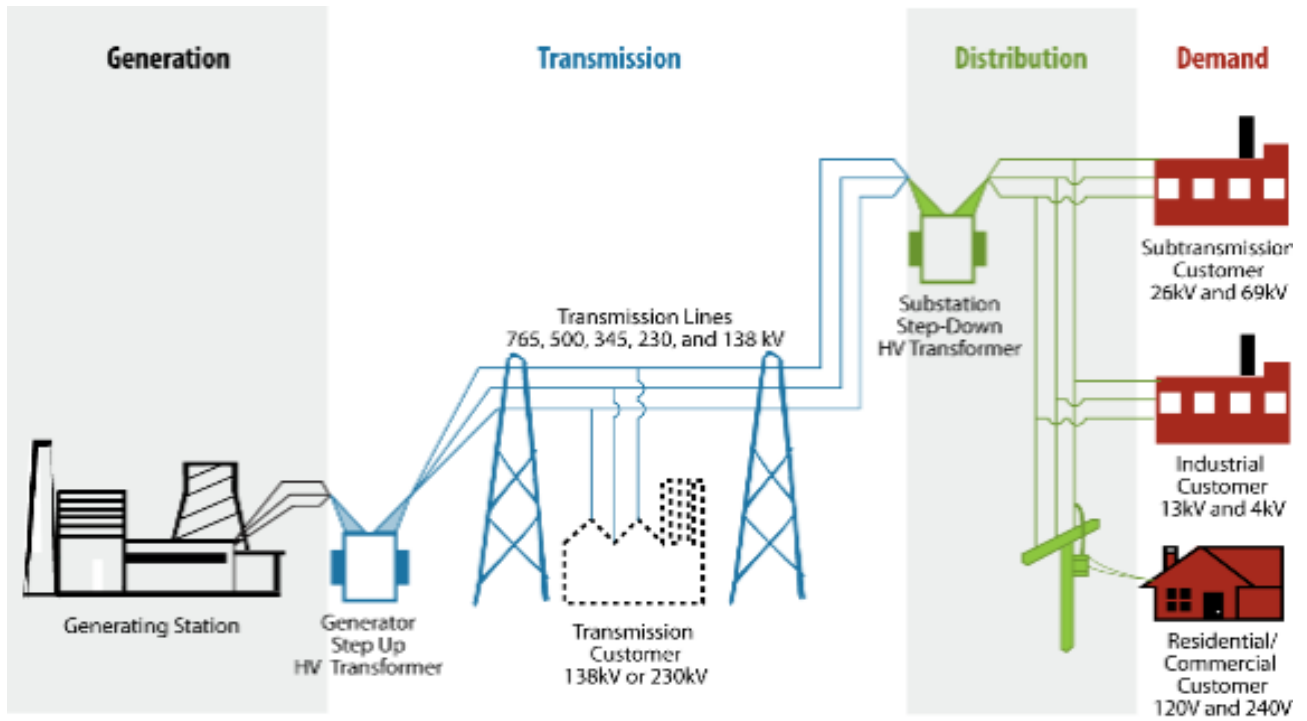 Generation
Transmission
Distribution
Demand
Subtransmission
Customer
26kV and 69kV
Substation
Step-Down
HV Transformer
Transmission Lines
765, 500, 345, 230, and 138 kV
Industrial
Customer
13kV and 4kV
Generating Station
Generator
Step Up
HV Transformer
Transmission
Customer
138kV or 230kV
Residential/
Commercial
Customer
120V and 240V